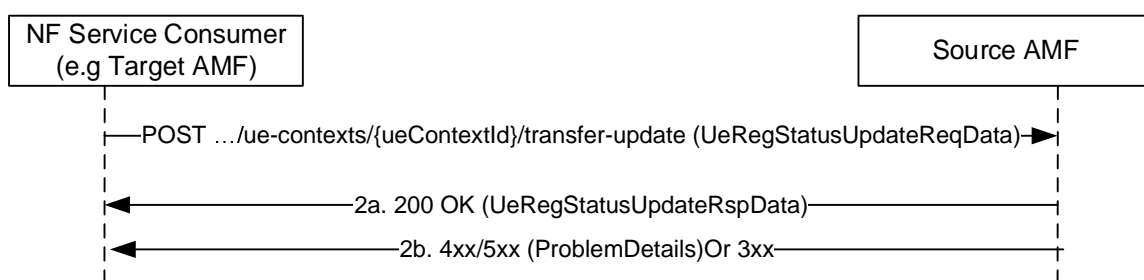 NF Service Consumer
(e.g Target AMF)
Source AMF
POST …/ue-contexts/{ueContextId}/transfer-update (UeRegStatusUpdateReqData)
2a. 200 OK (UeRegStatusUpdateRspData)
2b. 4xx/5xx (ProblemDetails)Or 3xx